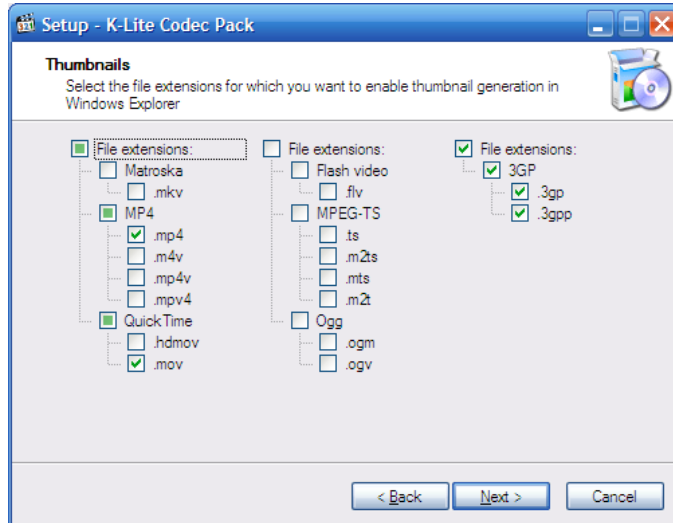 Setup - K-Lite Codec Pack
Thumbnails
Select the file extensions for which you want to enable thumbnail generation in
Windows Explorer
File extensions:
Matroska
.mkv
MP4
.mp4
.m4v
.mp4v
.mpv4
QuickTime
.hdmov
.mov
File extensions:
Flash video
.flv
MPEG-TS
.ts
.m2ts
.mts
.m2t
Ogg
.ogm
.ogv
File extensions:
3GP
.3gp
.3gpp
< Back
Next >
Cancel